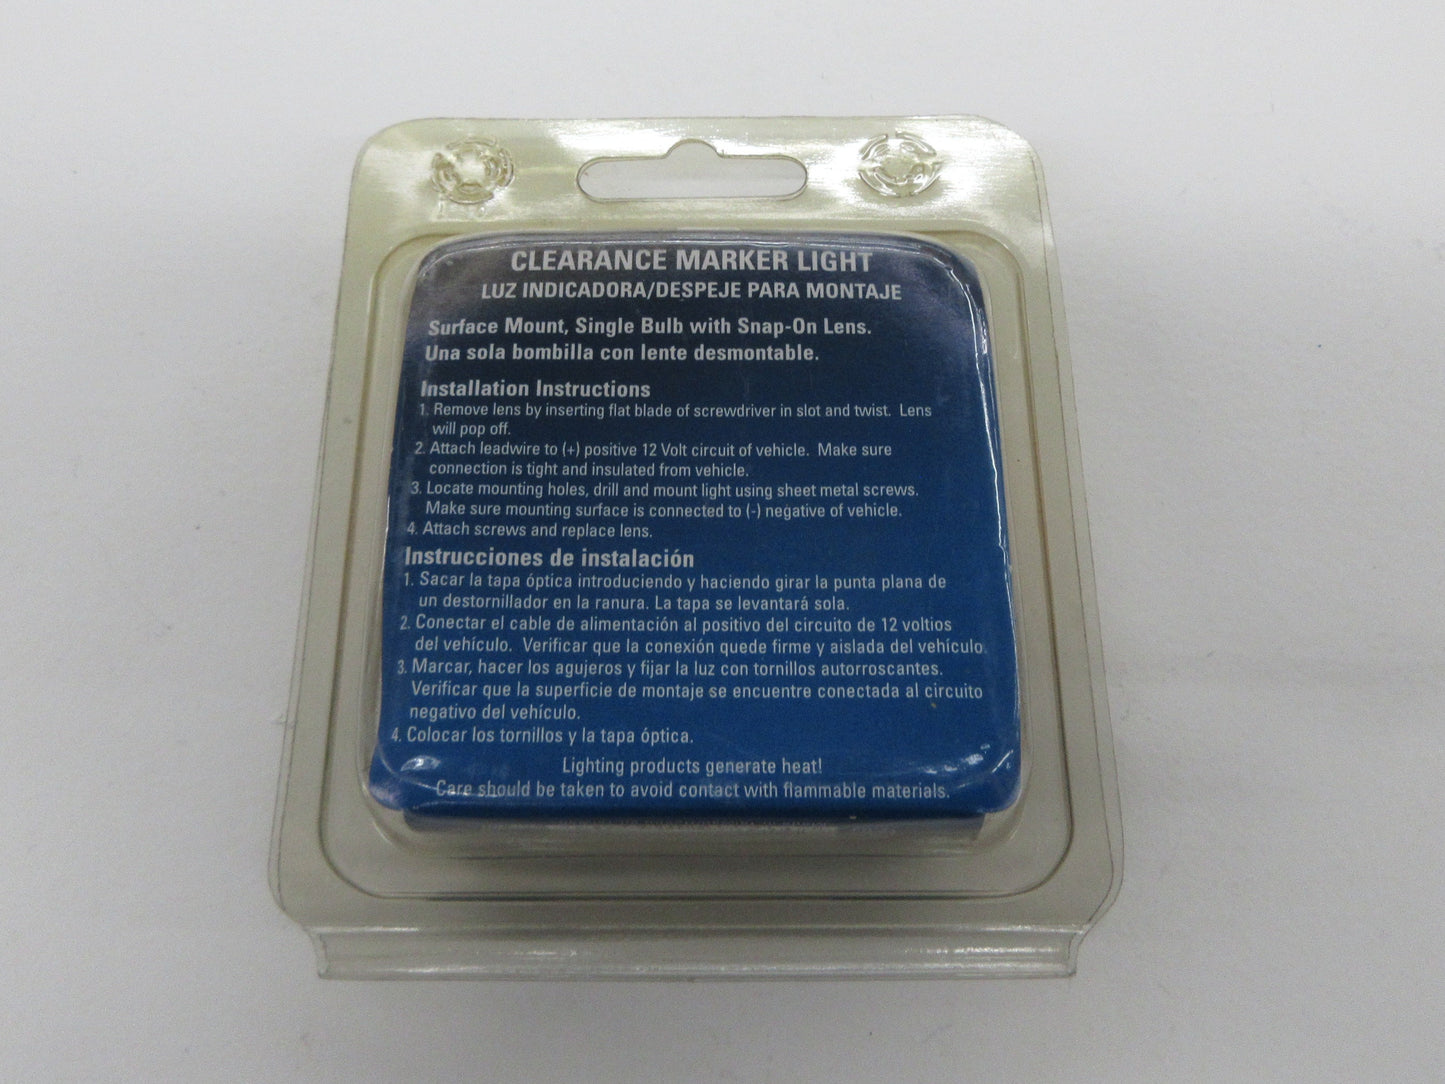 CLEARANCE MARKER LIGHT
LUZ INDICADORA/DESPEJE PARA MONTAJE
Surface Mount, Single Bulb with Snap-On Lens.
Una sola bombilla con lente desmontable.
Installation Instructions
1. Remove lens by inserting flat blade of screwdriver in slot and twist. Lens
will pop off.
2. Attach leadwire to (+) positive 12 Volt circuit of vehicle. Make sure
connection is tight and insulated from vehicle.
3. Locate mounting holes, drill and mount light using sheet metal screws.
Make sure mounting surface is connected to (-) negative of vehicle.
4. Attach screws and replace lens.
Instrucciones de instalación
1. Sacar la tapa óptica introduciendo y haciendo girar la punta plana de
un destornillador en la ranura. La tapa se levantará sola.
2. Conectar el cable de alimentación al positivo del circuito de 12 voltios
del vehículo. Verificar que la conexión quede firme y aislada del vehículo.
3. Marcar, hacer los agujeros y fijar la luz con tornillos autorroscantes.
Verificar que la superficie de montaje se encuentre conectada al circuito
negativo del vehículo.
4. Colocar los tornillos y la tapa óptica.
Lighting products generate heat!
Care should be taken to avoid contact with flammable materials.